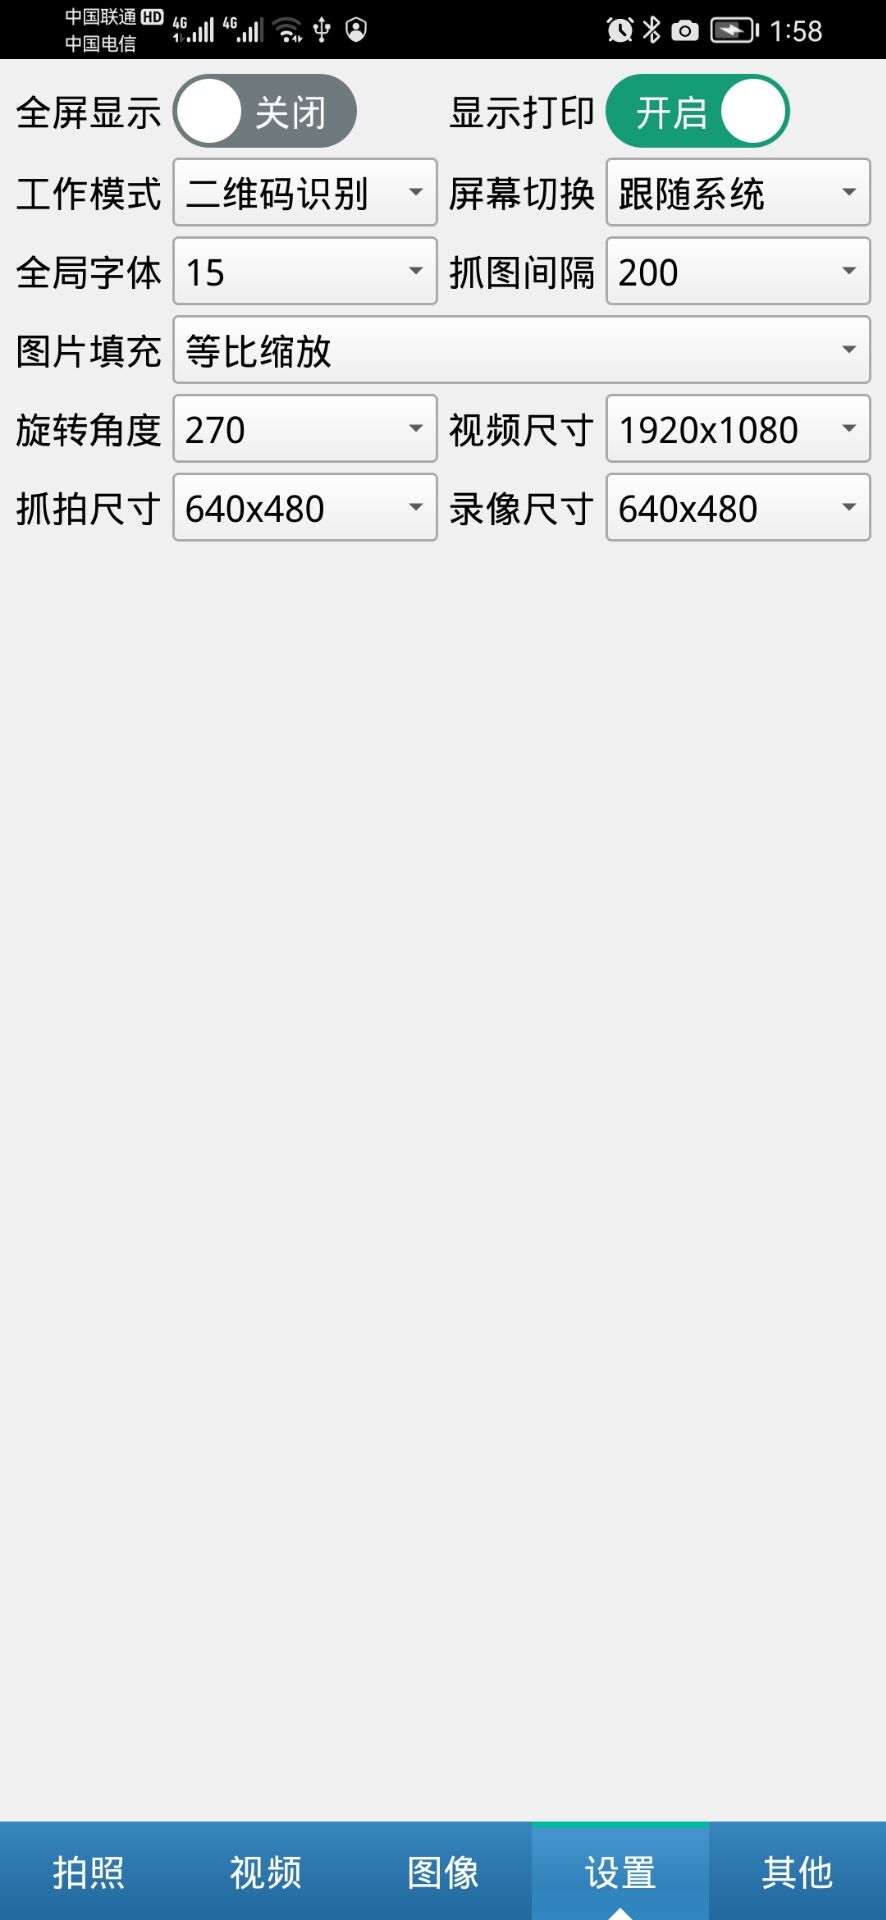 中国联通 HD 4G 4G 1:58
中国电信
全屏显示 关闭 显示打印 开启
工作模式 二维码识别 屏幕切换 跟随系统
全局字体 15 抓图间隔 200
图片填充 等比缩放
旋转角度 270 视频尺寸 1920x1080
抓拍尺寸 640x480 录像尺寸 640x480
拍照 视频 图像 设置 其他